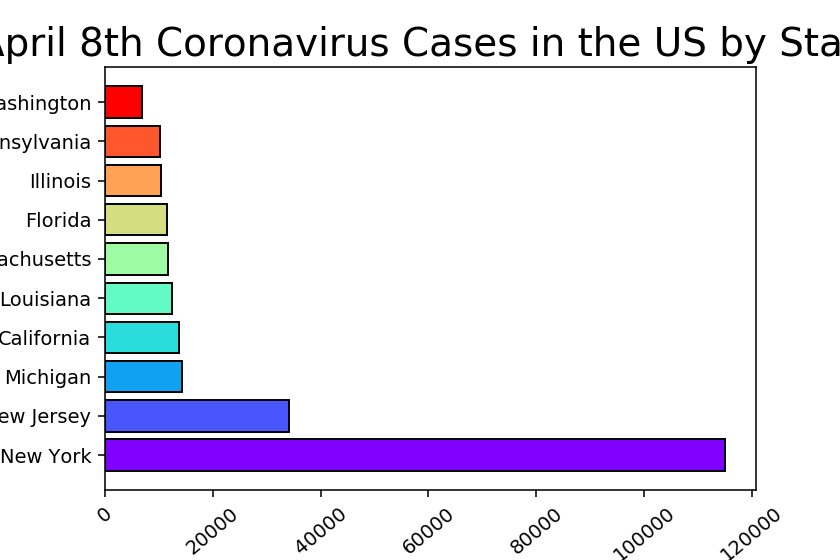 April 8th Coronavirus Cases in the US by Sta
ashington
nsylvania
Illinois
Florida
achusetts
Louisiana
California
Michigan
ew Jersey
New York
0 20000 40000 60000 80000 100000 120000